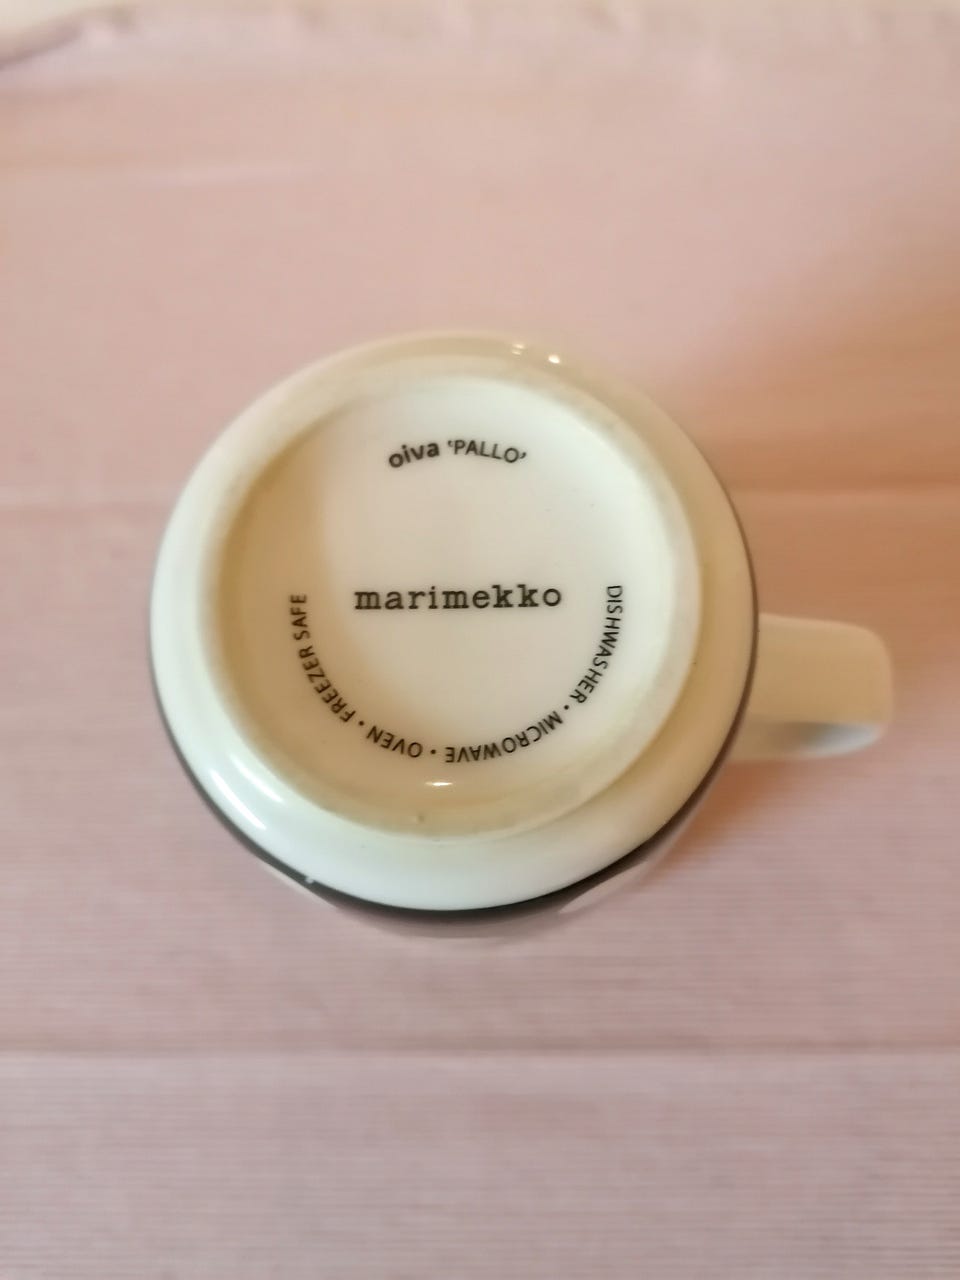 oiva ‘PALLO’
marimekko
DISHWASHER • MICROWAVE • OVEN • FREEZER SAFE